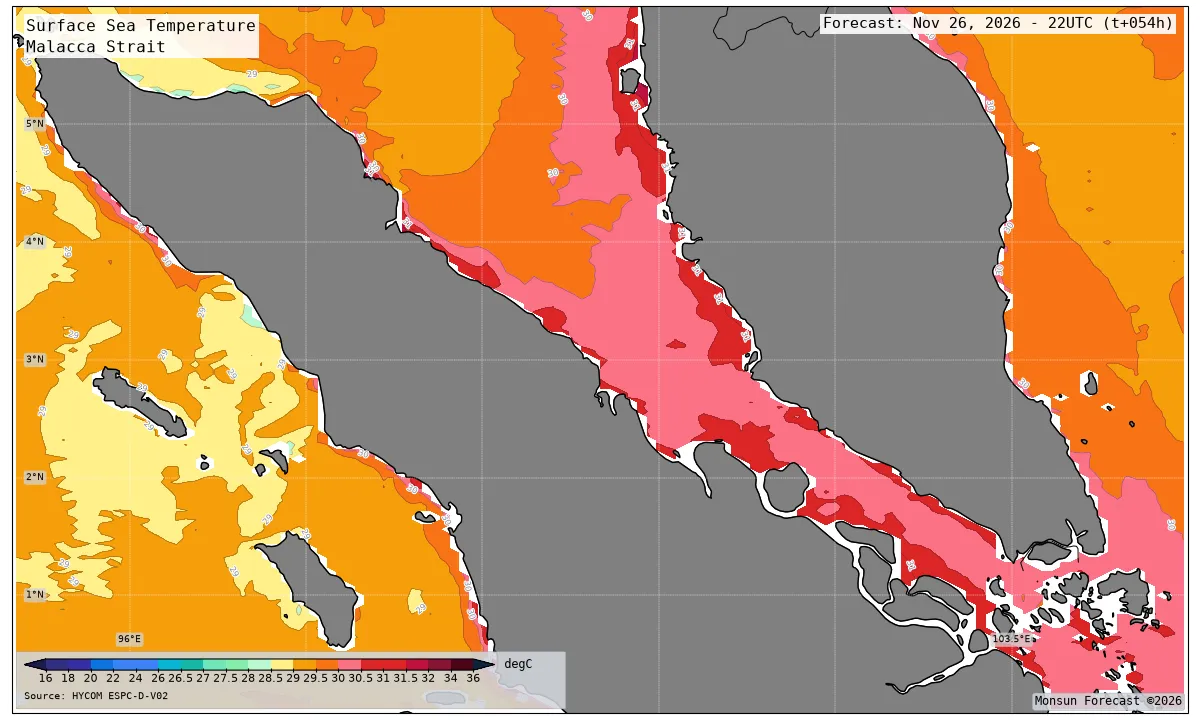 Surface Sea Temperature
Malacca Strait
Forecast: Nov 26, 2026 - 22UTC (t+054h)
5°N
4°N
3°N
2°N
1°N
96°E
103.5°E
degC
16 18 20 22 24 26 26.5 27 27.5 28 28.5 29 29.5 30 30.5 31 31.5 32 34 36
Source: HYCOM ESPC-D-V02
Monsun Forecast ©2026